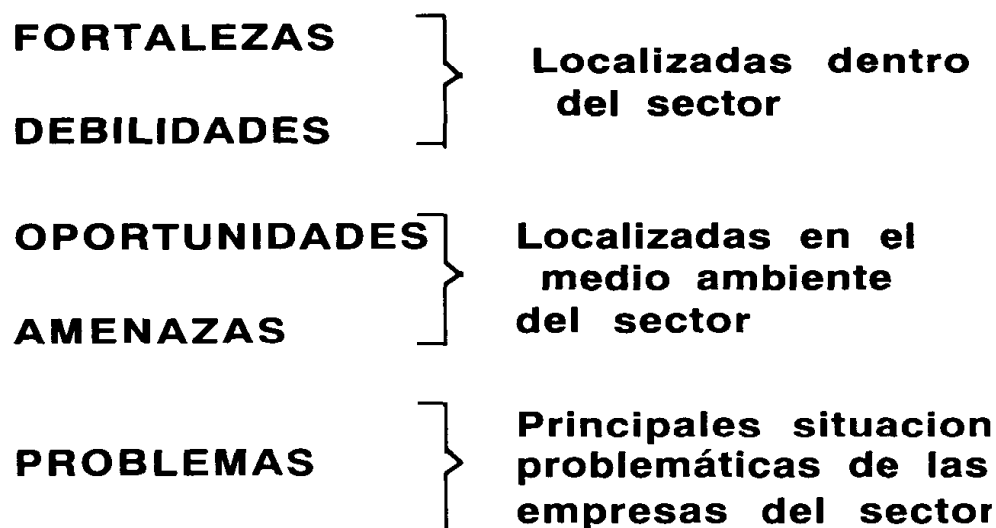 FORTALEZAS
DEBILIDADES
Localizadas dentro
del sector
OPORTUNIDADES
AMENAZAS
Localizadas en el
medio ambiente
del sector
PROBLEMAS
Principales situacion
problemáticas de las
empresas del sector